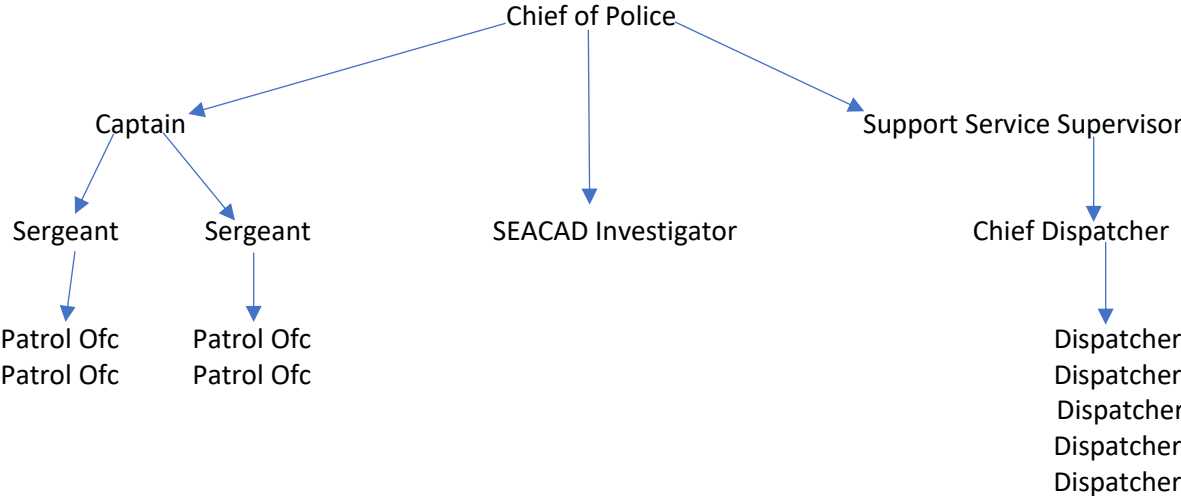 Chief of Police
Captain
Support Service Supervisor
Sergeant
Sergeant
SEACAD Investigator
Chief Dispatcher
Patrol Ofc
Patrol Ofc
Patrol Ofc
Patrol Ofc
Dispatcher
Dispatcher
Dispatcher
Dispatcher
Dispatcher